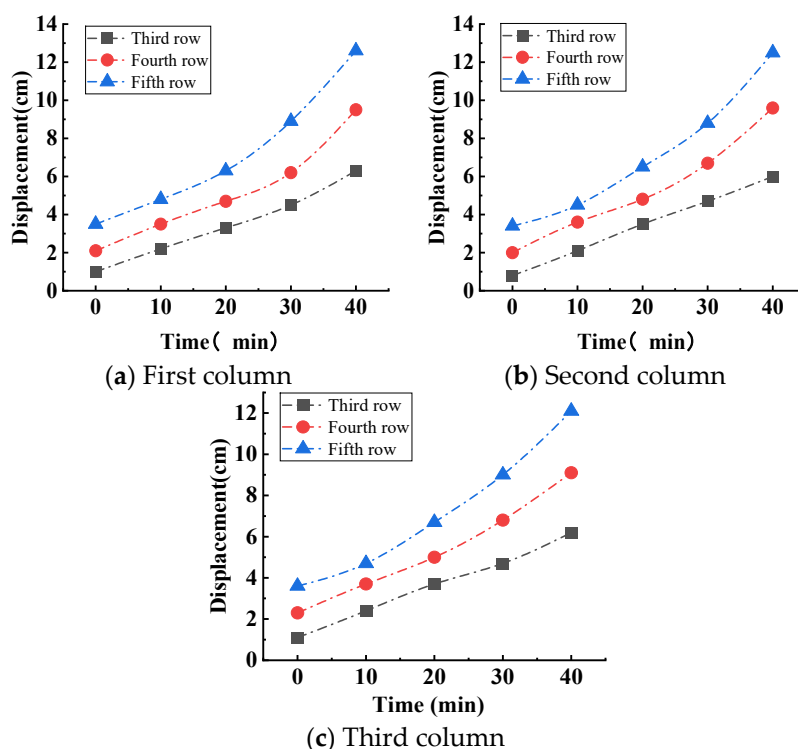 14
12
10
8
6
4
2
0
Displacement(cm)
Third row
Fourth row
Fifth row
0 10 20 30 40
Time( min)
(a) First column
14
12
10
8
6
4
2
0
Displacement(cm)
Third row
Fourth row
Fifth row
0 10 20 30 40
Time( min)
(b) Second column
12
10
8
6
4
2
0
Displacement(cm)
Third row
Fourth row
Fifth row
0 10 20 30 40
Time (min)
(c) Third column